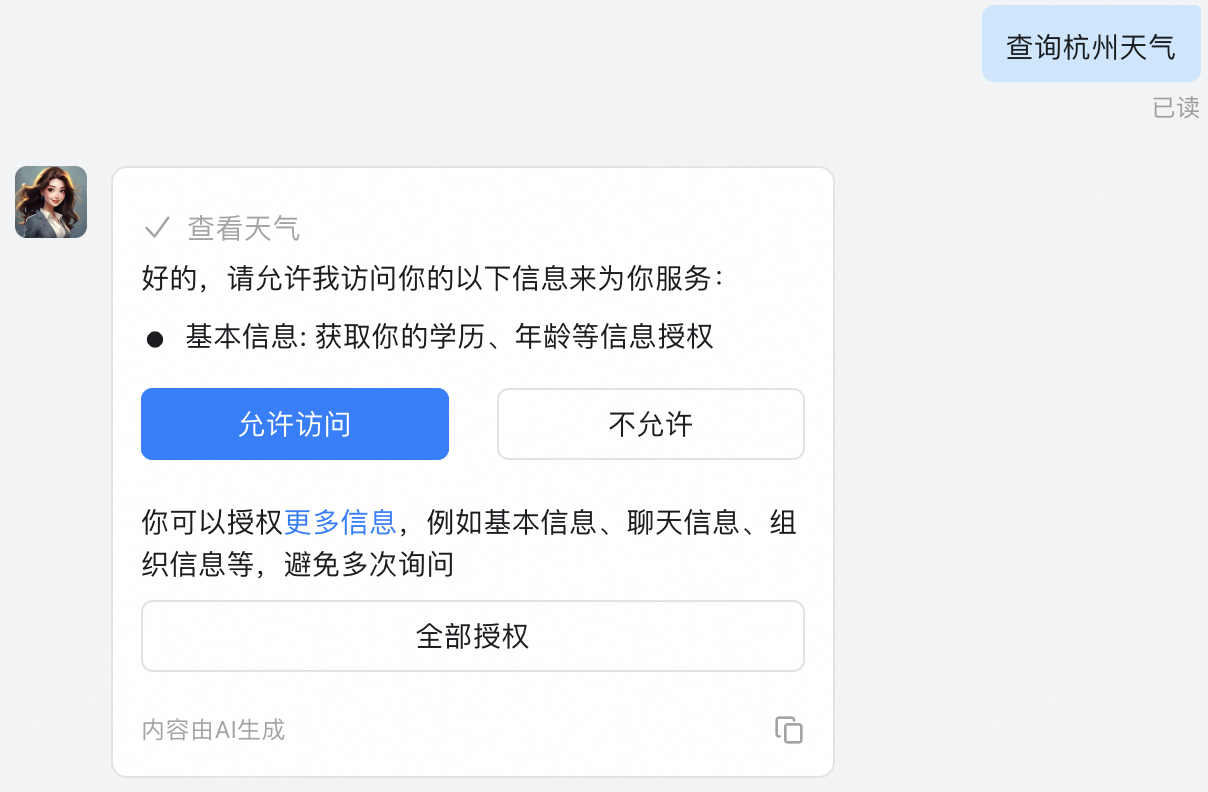 查询杭州天气
已读
查看天气
好的，请允许我访问你的以下信息来为你服务：
基本信息: 获取你的学历、年龄等信息授权
允许访问
不允许
你可以授权更多信息，例如基本信息、聊天信息、组
织信息等，避免多次询问
全部授权
内容由AI生成